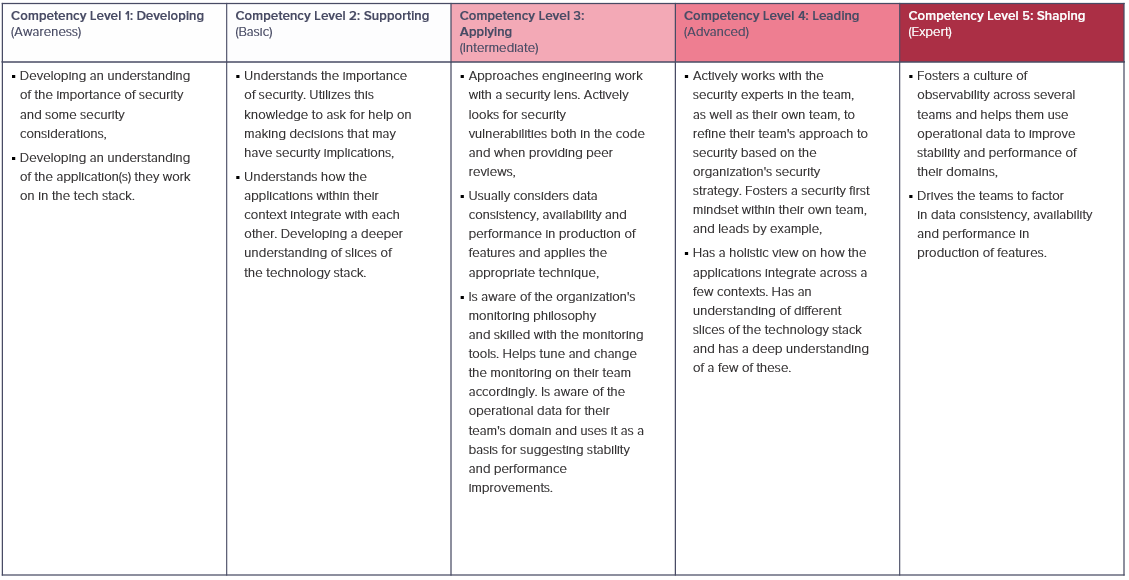 Competency Level 1: Developing
(Awareness)
▪ Developing an understanding
of the importance of security
and some security
considerations,
▪ Developing an understanding
of the application(s) they work
on in the tech stack.
Competency Level 2: Supporting
(Basic)
▪ Understands the importance
of security. Utilizes this
knowledge to ask for help on
making decisions that may
have security implications,
▪ Understands how the
applications within their
context integrate with each
other. Developing a deeper
understanding of slices of
the technology stack.
Competency Level 3:
Applying
(Intermediate)
▪ Approaches engineering work
with a security lens. Actively
looks for security
vulnerabilities both in the code
and when providing peer
reviews,
▪ Usually considers data
consistency, availability and
performance in production of
features and applies the
appropriate technique,
▪ Is aware of the organization's
monitoring philosophy
and skilled with the monitoring
tools. Helps tune and change
the monitoring on their team
accordingly. Is aware of the
operational data for their
team's domain and uses it as a
basis for suggesting stability
and performance
improvements.
Competency Level 4: Leading
(Advanced)
▪ Actively works with the
security experts in the team,
as well as their own team, to
refine their team's approach to
security based on the
organization's security
strategy. Fosters a security first
mindset within their own team,
and leads by example,
▪ Has a holistic view on how the
applications integrate across a
few contexts. Has an
understanding of different
slices of the technology stack
and has a deep understanding
of a few of these.
Competency Level 5: Shaping
(Expert)
▪ Fosters a culture of
observability across several
teams and helps them use
operational data to improve
stability and performance of
their domains,
▪ Drives the teams to factor
in data consistency, availability
and performance in
production of features.